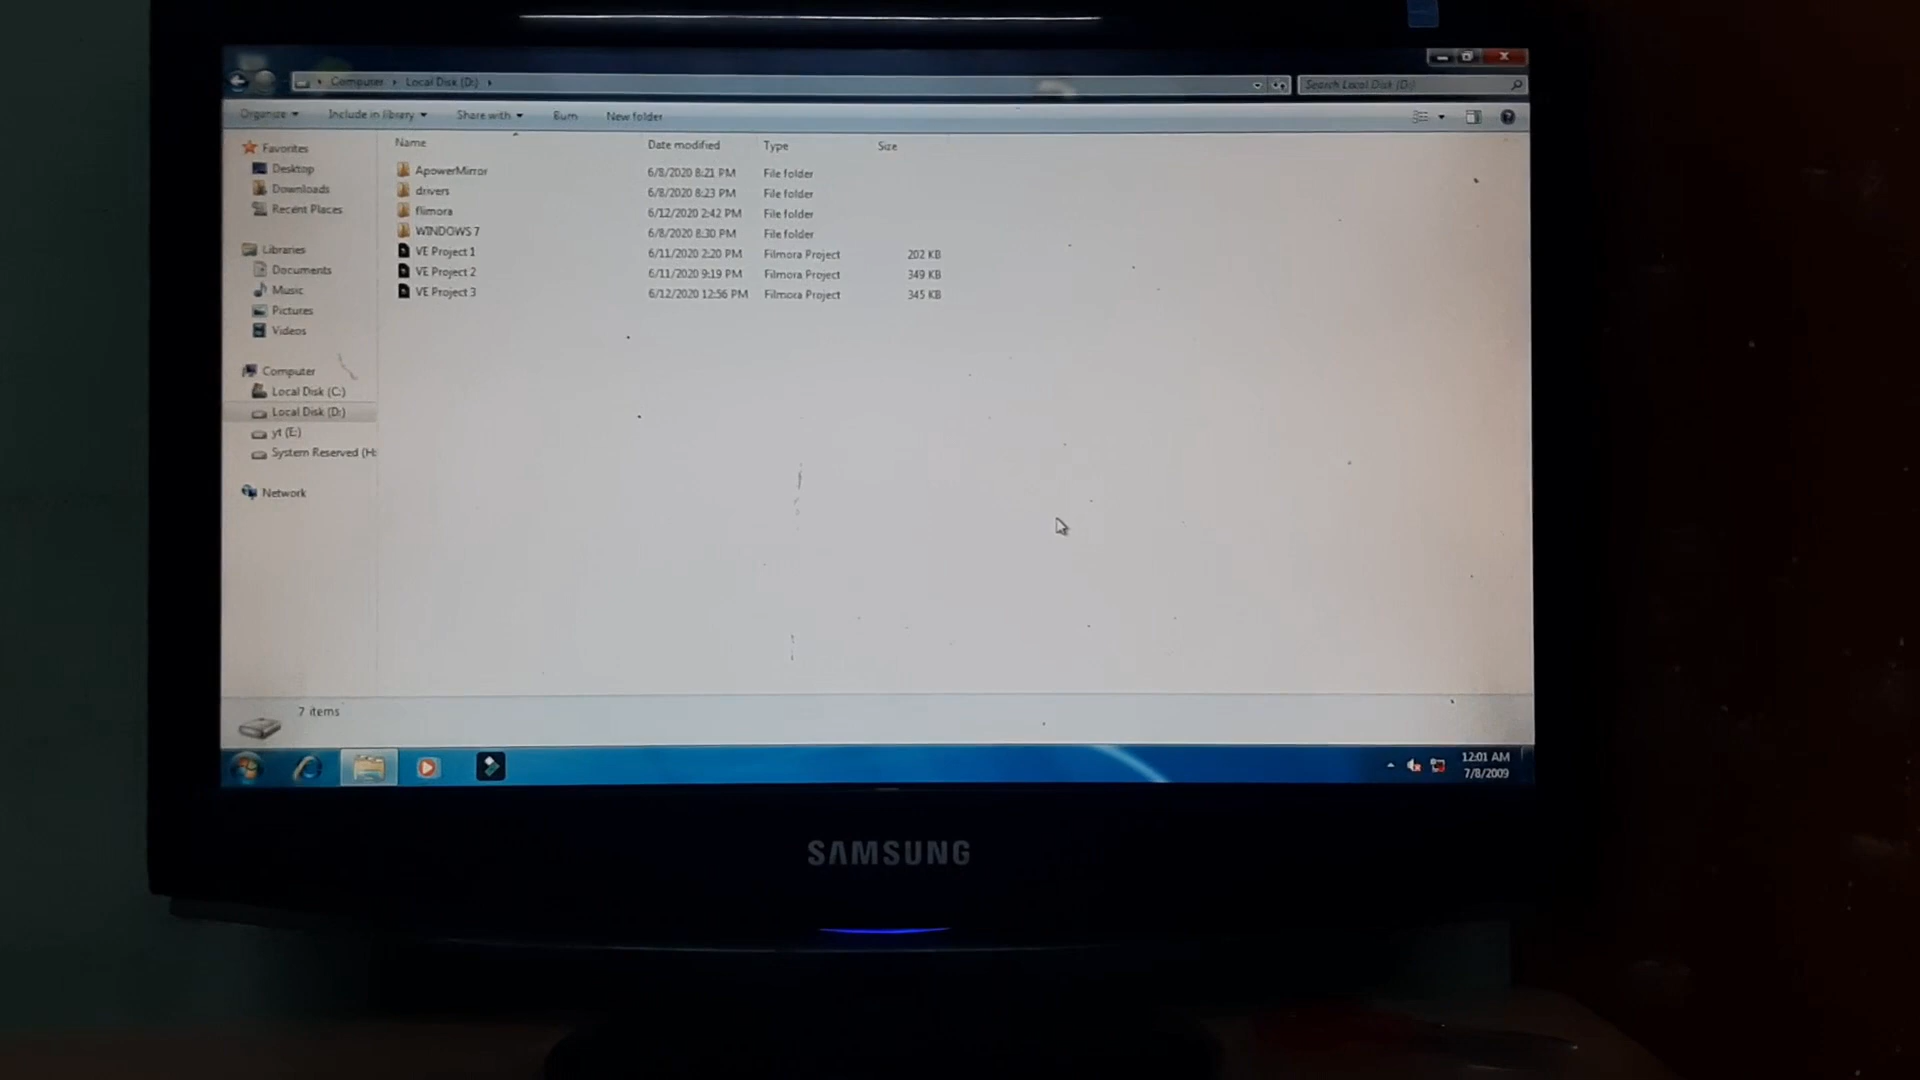 Computer Local Disk (D:)
Search Local Disk (D:)
Organize Include in library Share with Burn New folder
Name Date modified Type Size
Favorites
Desktop
Downloads
Recent Places
Libraries
Documents
Music
Pictures
Videos
Computer
Local Disk (C:)
Local Disk (D:)
yt (E:)
System Reserved (H:
Network
ApowerMirror 6/8/2020 8:21 PM File folder
drivers 6/8/2020 8:23 PM File folder
flimora 6/12/2020 2:42 PM File folder
WINDOWS 7 6/8/2020 8:30 PM File folder
VE Project 1 6/11/2020 2:20 PM Filmora Project 202 KB
VE Project 2 6/11/2020 9:19 PM Filmora Project 349 KB
VE Project 3 6/12/2020 12:56 PM Filmora Project 345 KB
7 items
12:01 AM
7/8/2009
SAMSUNG